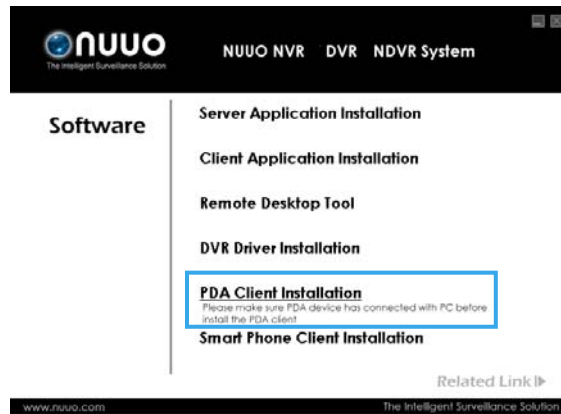 nuuo
The Intelligent Surveillance Solution
NUUO NVR DVR NDVR System
Software
Server Application Installation
Client Application Installation
Remote Desktop Tool
DVR Driver Installation
PDA Client Installation
Please make sure PDA device has connected with PC before
install the PDA client
Smart Phone Client Installation
Related Link
www.nuuo.com
The Intelligent Surveillance Solution